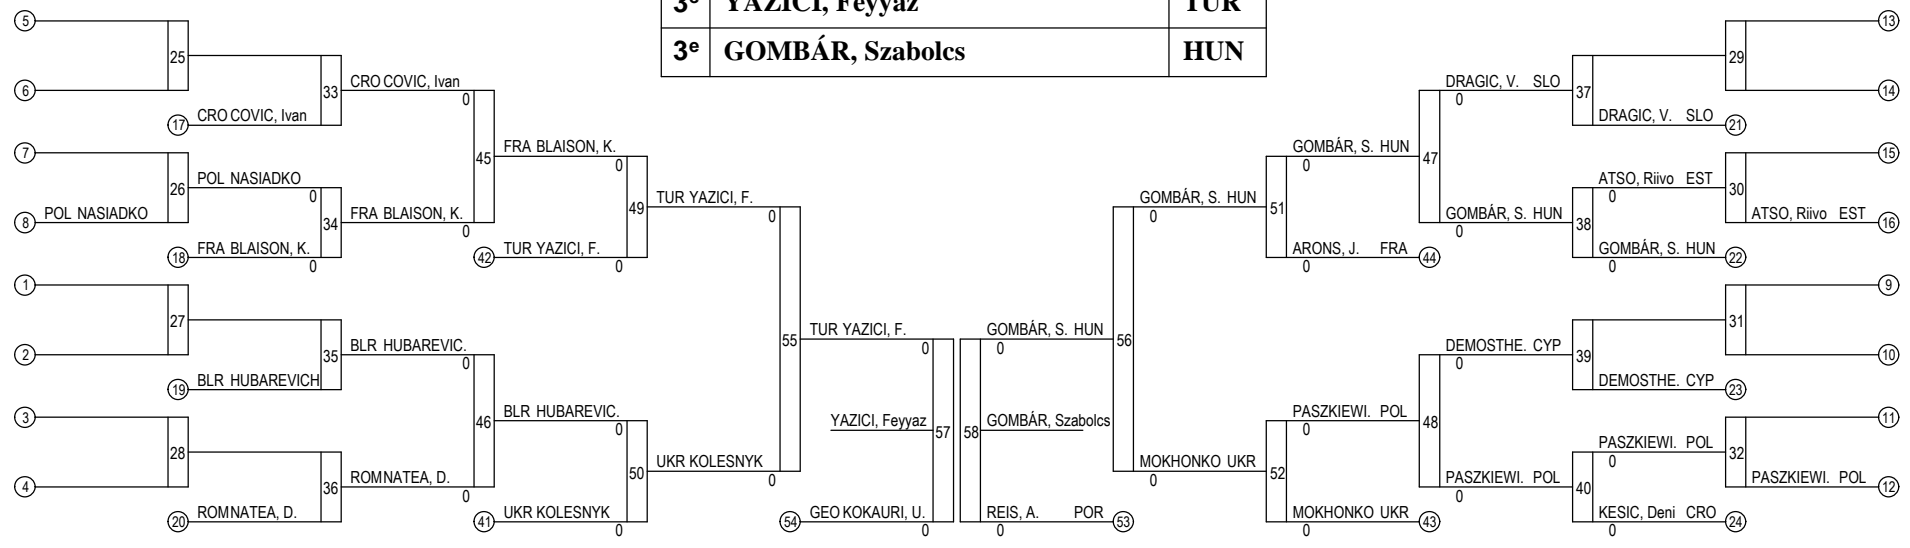 3e YAZICI, Feyyaz TUR
3e GOMBÁR, Szabolcs HUN
5
25
6
33
CRO COVIC, Ivan
0
17 CRO COVIC, Ivan
7
45
FRA BLAISON, K.
0
26
POL NASIADKO
0
8 POL NASIADKO
34
FRA BLAISON, K.
0
18 FRA BLAISON, K.
0
49
TUR YAZICI, F.
0
42 TUR YAZICI, F.
0
1
27
2
35
BLR HUBAREVIC.
0
19 BLR HUBAREVICH
55
TUR YAZICI, F.
0
3
46
BLR HUBAREVIC.
0
28
4
36
ROMNATEA, D.
0
20 ROMNATEA, D.
50
UKR KOLESNYK
0
41 UKR KOLESNYK
0
YAZICI, Feyyaz 57
54 GEO KOKAURI, U.
0
58 GOMBÁR, Szabolcs
GOMBÁR, S. HUN
0
56
REIS, A. POR 53
0
GOMBÁR, S. HUN
0
51
GOMBÁR, S. HUN
0
47
ARONS, J. FRA 44
0
DRAGIC, V. SLO
0
37
29
13
14
DRAGIC, V. SLO 21
GOMBÁR, S. HUN
0
38
ATSO, Riivo EST
0
30
15
ATSO, Riivo EST 16
GOMBÁR, S. HUN 22
0
MOKHONKO UKR
0
52
PASZKIEWI. POL
0
48
MOKHONKO UKR 43
0
DEMOSTHE. CYP
0
39
31
9
10
DEMOSTHE. CYP 23
PASZKIEWI. POL
0
40
PASZKIEWI. POL
0
32
11
PASZKIEWI. POL 12
KESIC, Deni CRO 24
0